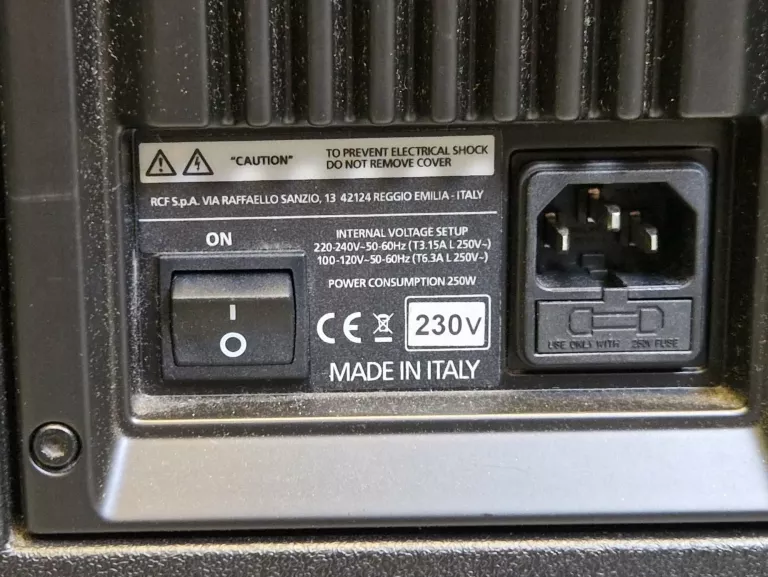 "CAUTION"
TO PREVENT ELECTRICAL SHOCK
DO NOT REMOVE COVER
RCF S.p.A. VIA RAFFAELLO SANZIO, 13 42124 REGGIO EMILIA - ITALY
ON
INTERNAL VOLTAGE SETUP
220-240V~50-60Hz (T3.15A L 250V~)
100-120V~50-60Hz (T6.3A L 250V~)
POWER CONSUMPTION 250W
I
O
CE
230V
MADE IN ITALY
USE ONLY WITH 250V FUSE